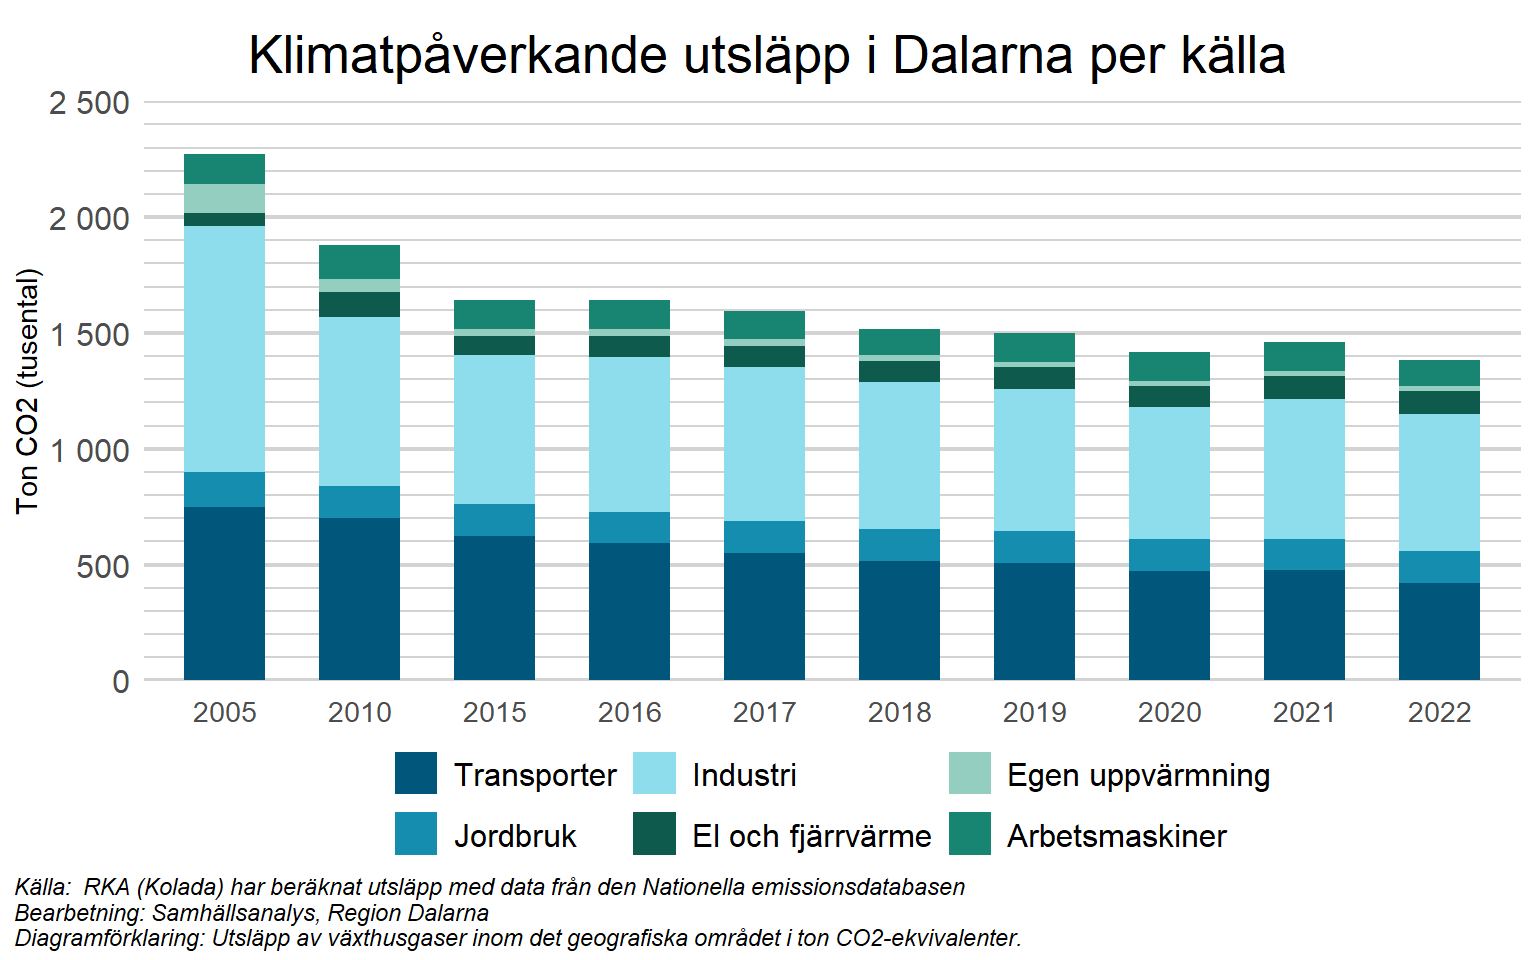 Klimatpåverkande utsläpp i Dalarna per källa
2 500
2 000
1 500
1 000
500
0
Ton CO2 (tusental)
2005 2010 2015 2016 2017 2018 2019 2020 2021 2022
Transporter Industri Egen uppvärmning
Jordbruk El och fjärrvärme Arbetsmaskiner
Källa:  RKA (Kolada) har beräknat utsläpp med data från den Nationella emissionsdatabasen
Bearbetning: Samhällsanalys, Region Dalarna
Diagramförklaring: Utsläpp av växthusgaser inom det geografiska området i ton CO2-ekvivalenter.